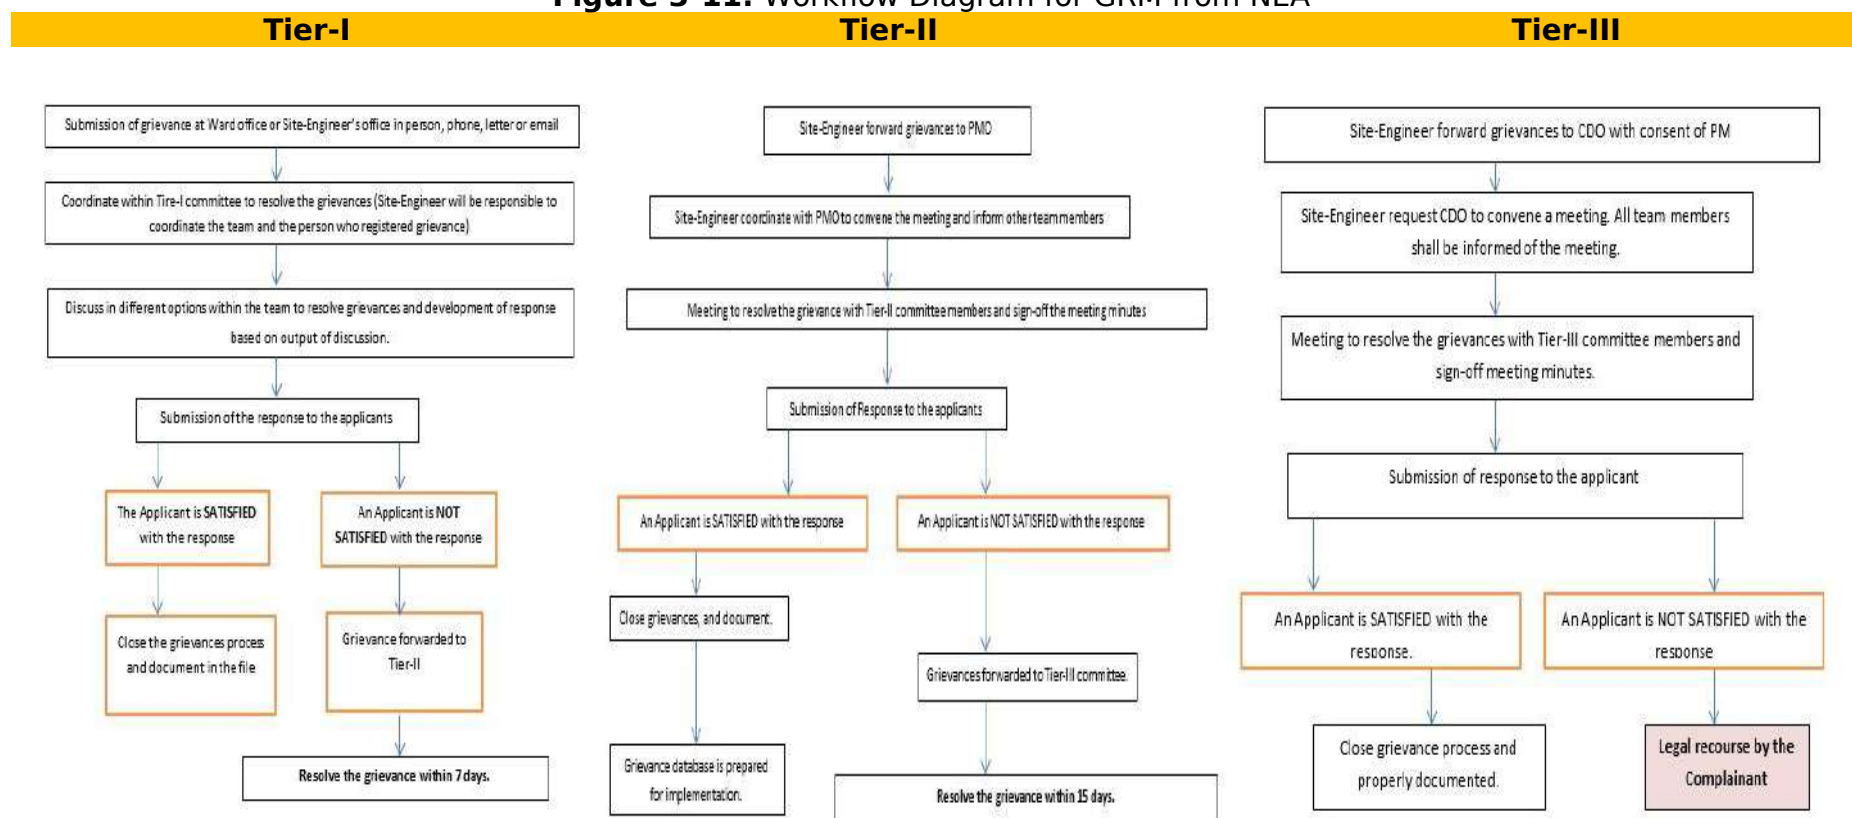 Figure 3-11: Workflow Diagram for GRM from NEA
Tier-I
Tier-II
Tier-III
Submission of grievance at Ward office or Site-Engineer's office in person, phone, letter or email
Coordinate within Tire-I committee to resolve the grievances (Site-Engineer will be responsible to
coordinate the team and the person who registered grievance)
Discuss in different options within the team to resolve grievances and development of response
based on output of discussion.
Submission of the response to the applicants
The Applicant is SATISFIED
with the response
An Applicant is NOT
SATISFIED with the response
Close the grievances process
and document in the file
Grievance forwarded to
Tier-II
Resolve the grievance within 7 days.
Site-Engineer forward grievances to PMO
Site-Engineer coordinate with PMO to convene the meeting and inform other team members
Meeting to resolve the grievance with Tier-II committee members and sign-off the meeting minutes
Submission of Response to the applicants
An Applicant is SATISFIED with the response
An Applicant is NOT SATISFIED with the response
Close grievances, and document.
Grievances forwarded to Tier-III committee.
Grievance database is prepared
for implementation.
Resolve the grievance within 15 days.
Site-Engineer forward grievances to CDO with consent of PM
Site-Engineer request CDO to convene a meeting. All team members
shall be informed of the meeting.
Meeting to resolve the grievances with Tier-III committee members and
sign-off meeting minutes.
Submission of response to the applicant
An Applicant is SATISFIED with the
response.
An Applicant is NOT SATISFIED with the
response
Close grievance process and
properly documented.
Legal recourse by the
Complainant